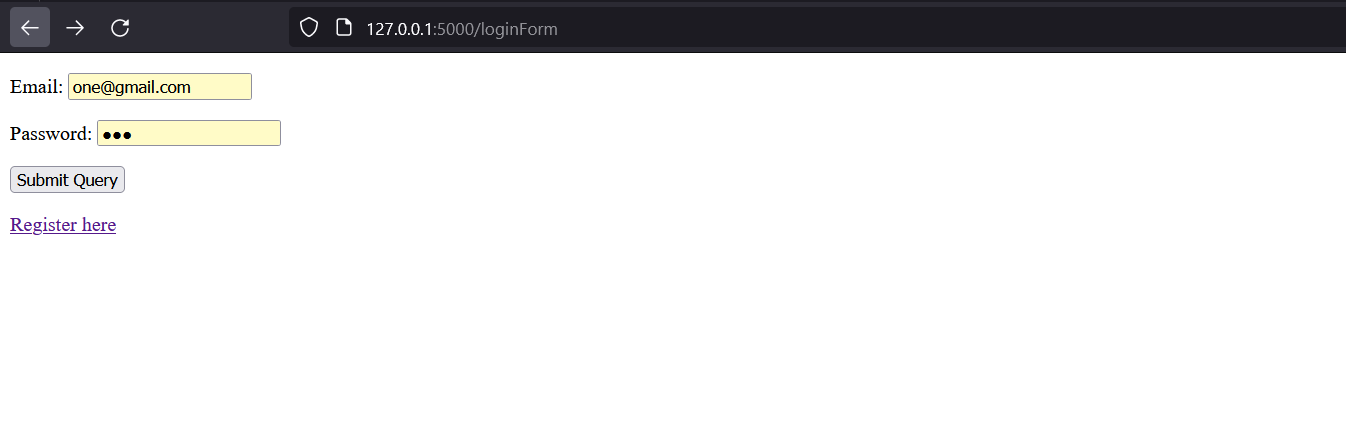 127.0.0.1:5000/loginForm
Email: one@gmail.com
Password: ●●●
Submit Query
Register here